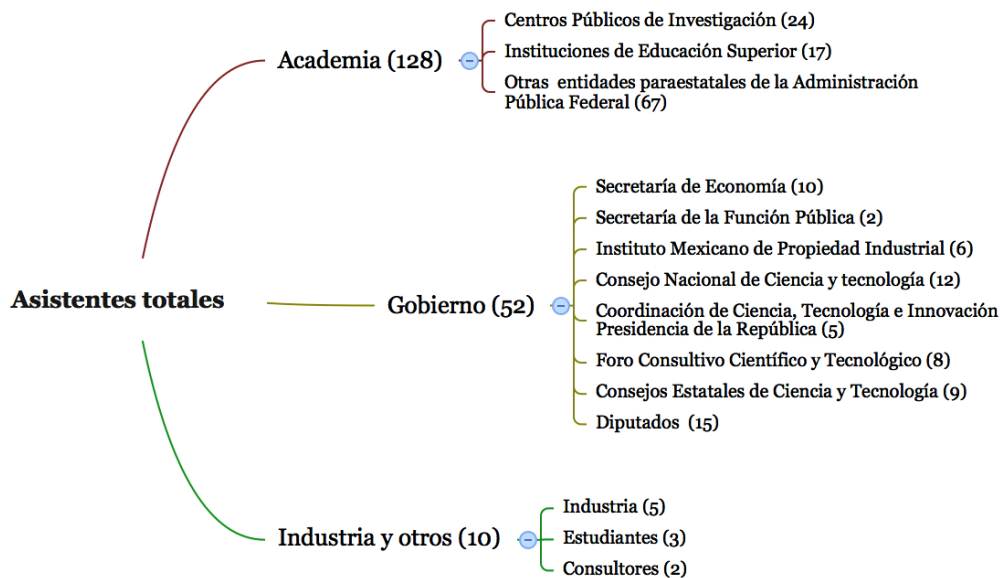 Academia (128)
Centros Públicos de Investigación (24)
Instituciones de Educación Superior (17)
Otras entidades paraestatales de la Administración
Pública Federal (67)
Asistentes totales
Gobierno (52)
Secretaría de Economía (10)
Secretaría de la Función Pública (2)
Instituto Mexicano de Propiedad Industrial (6)
Consejo Nacional de Ciencia y tecnología (12)
Coordinación de Ciencia, Tecnología e Innovación
Presidencia de la República (5)
Foro Consultivo Científico y Tecnológico (8)
Consejos Estatales de Ciencia y Tecnología (9)
Diputados (15)
Industria y otros (10)
Industria (5)
Estudiantes (3)
Consultores (2)